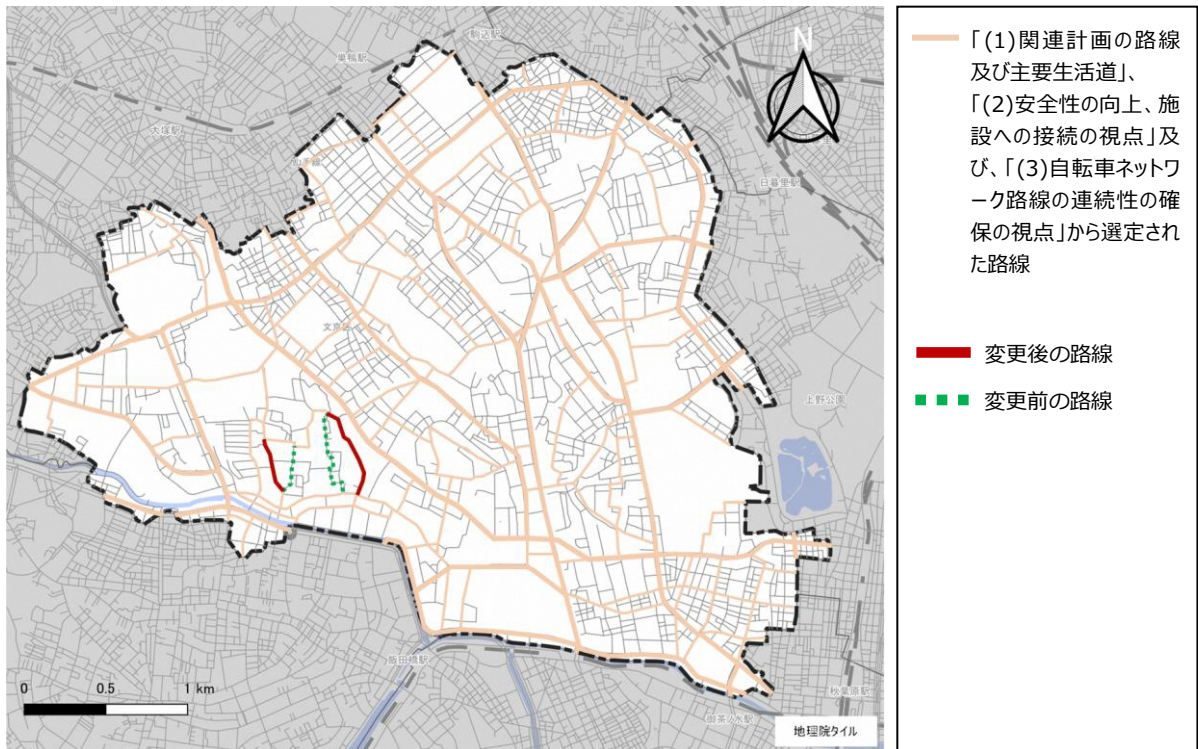 駒込駅
巣鴨駅
N
大塚駅
山手線
日暮里駅
文京区
上野公園
飯田橋駅
秋葉原駅
御茶ノ水駅
0 0.5 1 km
地理院タイル
「(1)関連計画の路線
及び主要生活道」、
「(2)安全性の向上、施
設への接続の視点」及
び、「(3)自転車ネットワ
ーク路線の連続性の確
保の視点」から選定され
た路線
変更後の路線
変更前の路線